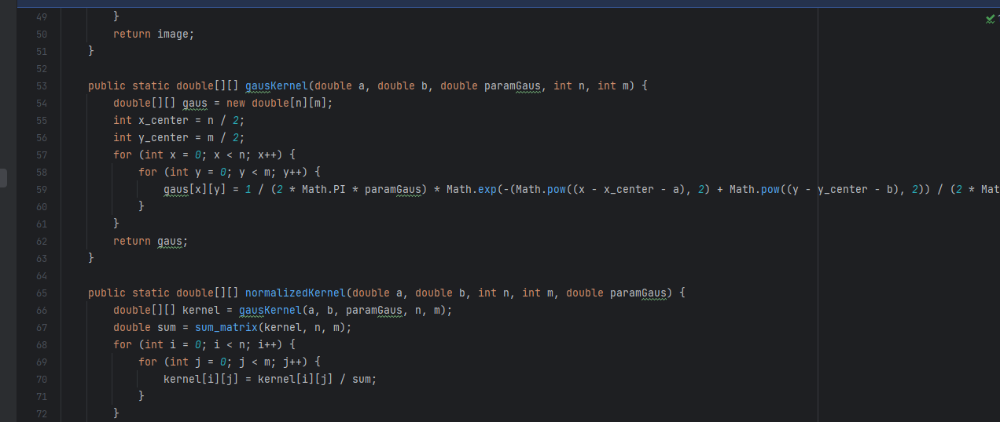 49 }
50 return image;
51 }
52
53 public static double[][] gausKernel(double a, double b, double paramGaus, int n, int m) {
54 double[][] gaus = new double[n][m];
55 int x_center = n / 2;
56 int y_center = m / 2;
57 for (int x = 0; x < n; x++) {
58 for (int y = 0; y < m; y++) {
59 gaus[x][y] = 1 / (2 * Math.PI * paramGaus) * Math.exp(-(Math.pow((x - x_center - a), 2) + Math.pow((y - y_center - b), 2)) / (2 * Mat
60 }
61 }
62 return gaus;
63 }
64
65 public static double[][] normalizedKernel(double a, double b, int n, int m, double paramGaus) {
66 double[][] kernel = gausKernel(a, b, paramGaus, n, m);
67 double sum = sum_matrix(kernel, n, m);
68 for (int i = 0; i < n; i++) {
69 for (int j = 0; j < m; j++) {
70 kernel[i][j] = kernel[i][j] / sum;
71 }
72 }